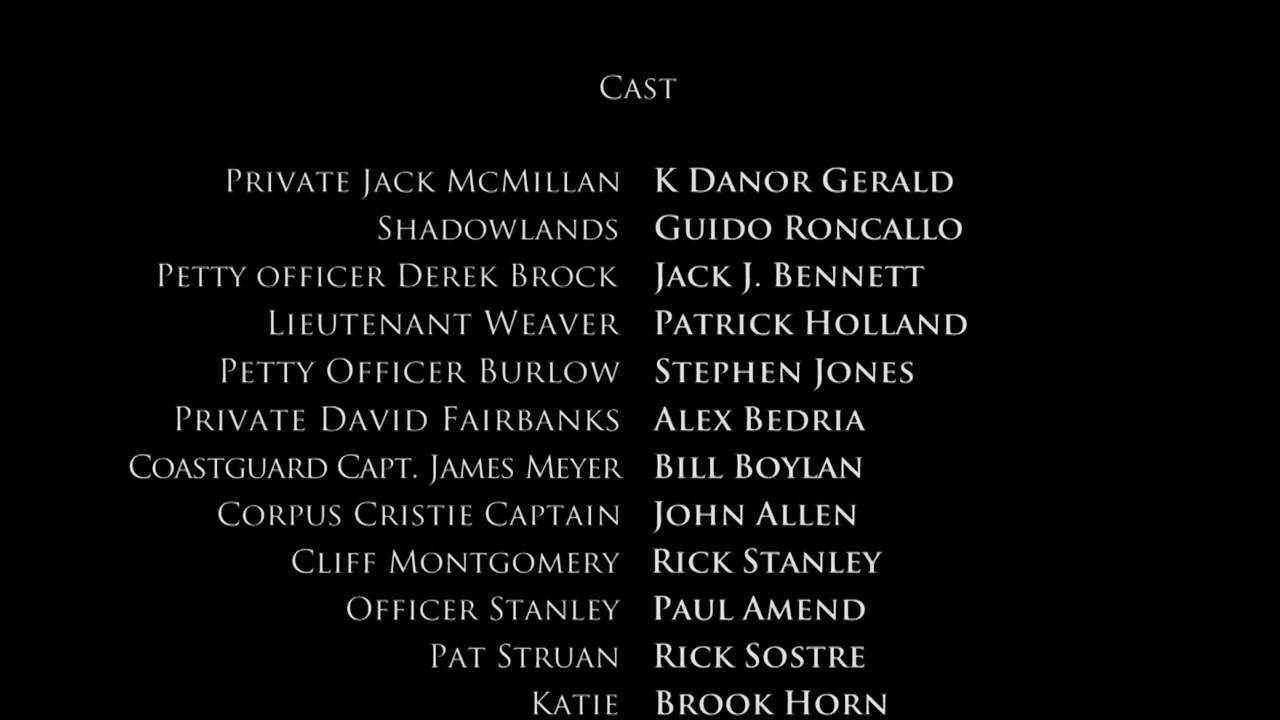 Cast
Private Jack McMillan K Danor Gerald
Shadowlands Guido Roncallo
Petty officer Derek Brock Jack J. Bennett
Lieutenant Weaver Patrick Holland
Petty Officer Burlow Stephen Jones
Private David Fairbanks Alex Bedria
Coastguard Capt. James Meyer Bill Boylan
Corpus Cristie Captain John Allen
Cliff Montgomery Rick Stanley
Officer Stanley Paul Amend
Pat Struan Rick Sostre
Katie Brook Horn